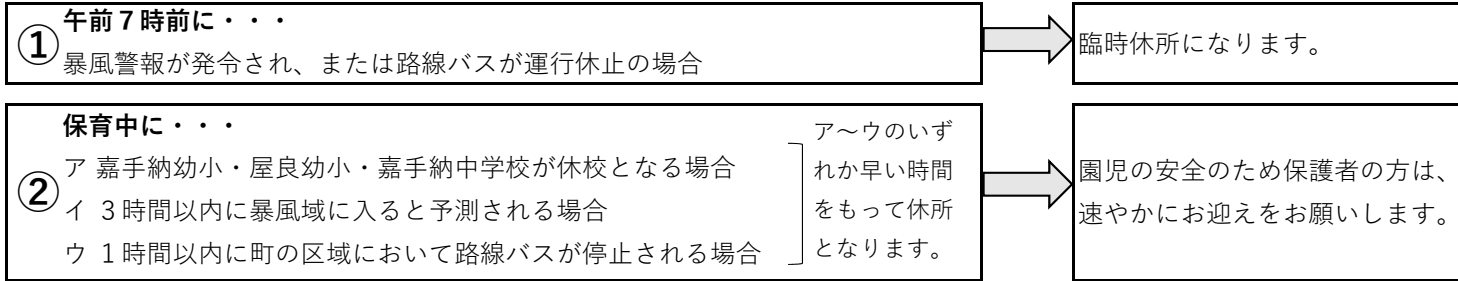 ① 午前７時前に・・・
暴風警報が発令され、または路線バスが運行休止の場合
臨時休所になります。
② 保育中に・・・
ア 嘉手納幼小・屋良幼小・嘉手納中学校が休校となる場合
イ ３時間以内に暴風域に入ると予測される場合
ウ １時間以内に町の区域において路線バスが停止される場合
ア～ウのいず
れか早い時間
をもって休所
となります。
園児の安全のため保護者の方は、
速やかにお迎えをお願いします。